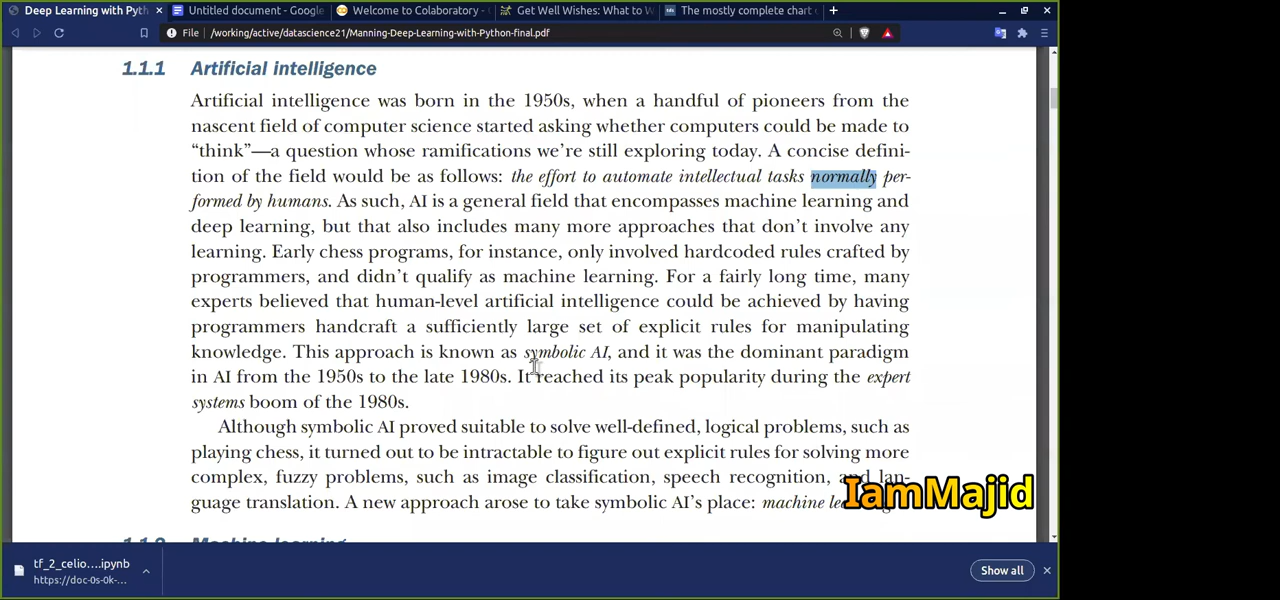 Deep Learning with Pyth
Untitled document - Google
Welcome to Colaboratory -
Get Well Wishes: What to W
The mostly complete chart
File | /working/active/datascience21/Manning-Deep-Learning-with-Python-final.pdf
1.1.1 Artificial intelligence
Artificial intelligence was born in the 1950s, when a handful of pioneers from the
nascent field of computer science started asking whether computers could be made to
“think”—a question whose ramifications we’re still exploring today. A concise defini-
tion of the field would be as follows: the effort to automate intellectual tasks normally per-
formed by humans. As such, AI is a general field that encompasses machine learning and
deep learning, but that also includes many more approaches that don’t involve any
learning. Early chess programs, for instance, only involved hardcoded rules crafted by
programmers, and didn’t qualify as machine learning. For a fairly long time, many
experts believed that human-level artificial intelligence could be achieved by having
programmers handcraft a sufficiently large set of explicit rules for manipulating
knowledge. This approach is known as symbolic AI, and it was the dominant paradigm
in AI from the 1950s to the late 1980s. It reached its peak popularity during the expert
systems boom of the 1980s.
Although symbolic AI proved suitable to solve well-defined, logical problems, such as
playing chess, it turned out to be intractable to figure out explicit rules for solving more
complex, fuzzy problems, such as image classification, speech recognition, and lan-
guage translation. A new approach arose to take symbolic AI’s place: machine
IamMajid
Machine learning
tf_2_celio....ipynb
https://doc-0s-0k-...
Show all